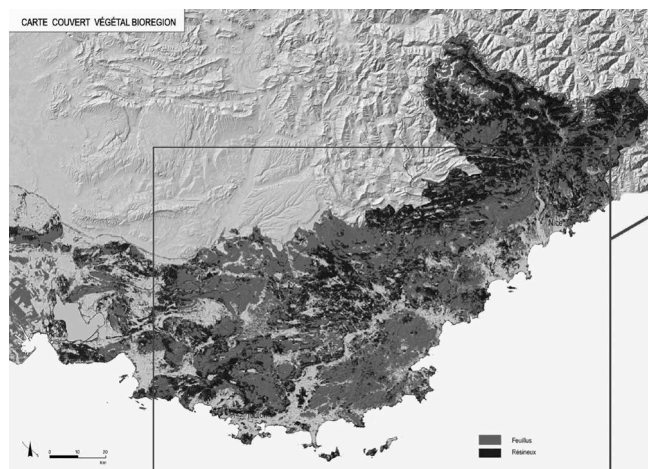 CARTE COUVERT VÉGÉTAL BIOREGION
Feuillus
Résineux
0 10 20
Km